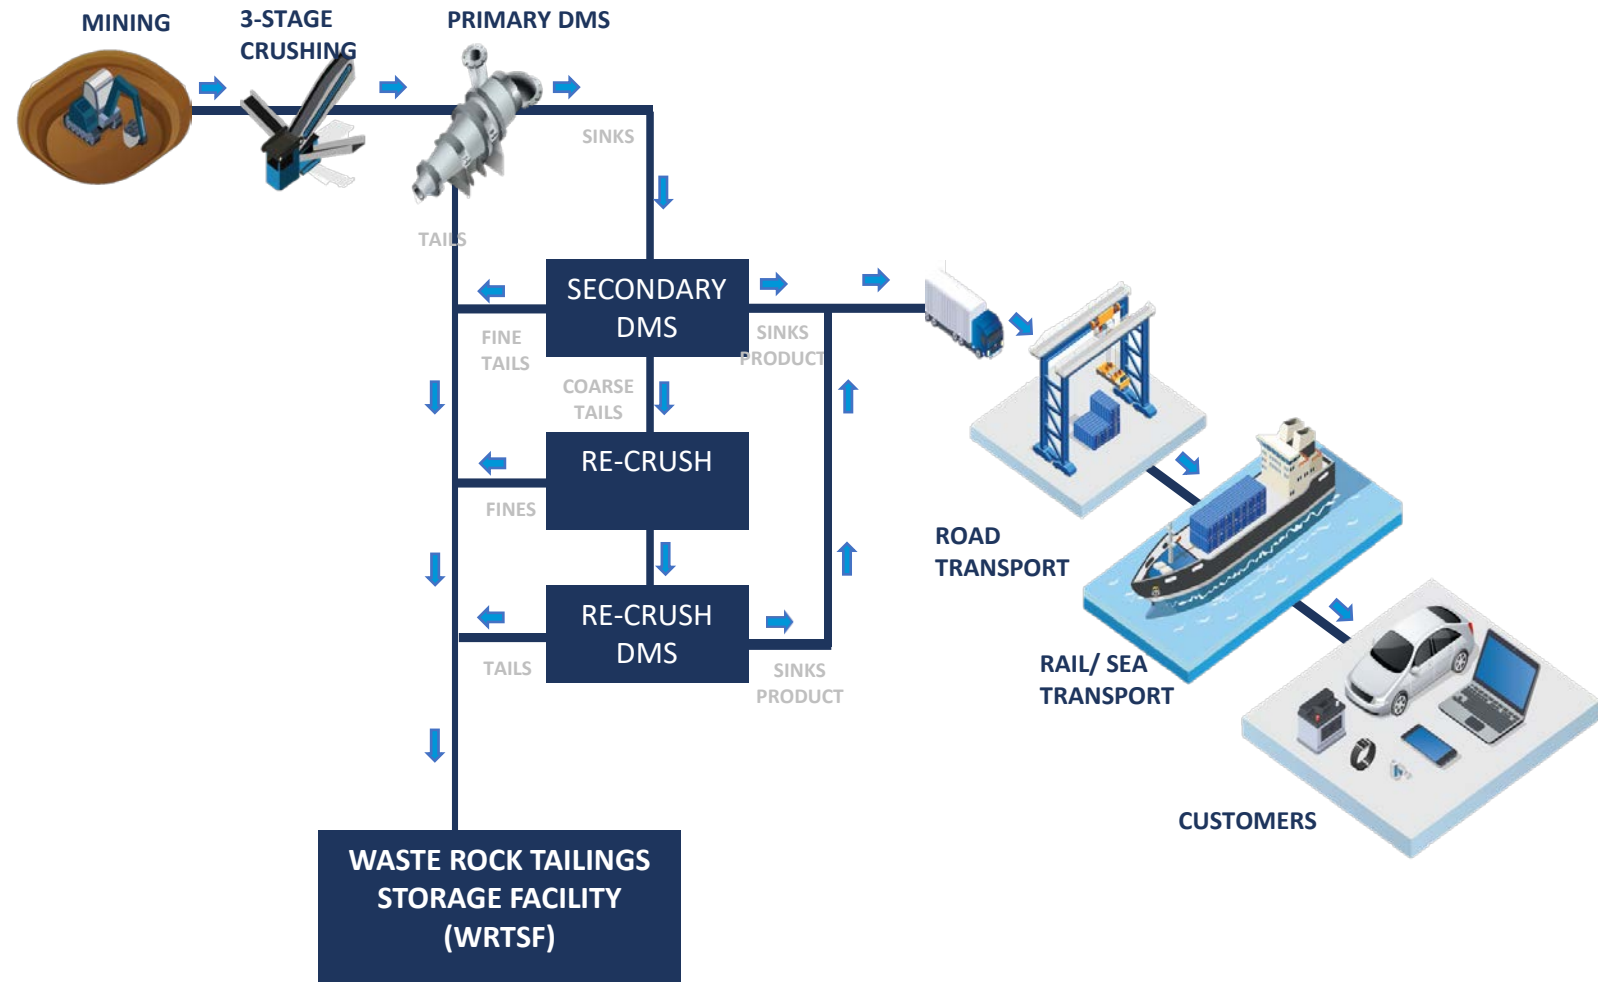 MINING
3-STAGE
CRUSHING
PRIMARY DMS
SINKS
TAILS
SECONDARY
DMS
FINE
TAILS
SINKS
PRODUCT
COARSE
TAILS
RE-CRUSH
FINES
RE-CRUSH
DMS
TAILS
SINKS
PRODUCT
ROAD
TRANSPORT
RAIL/ SEA
TRANSPORT
CUSTOMERS
WASTE ROCK TAILINGS
STORAGE FACILITY
(WRTSF)